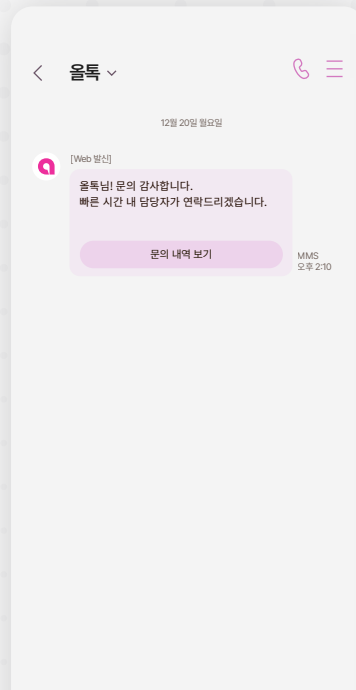 올톡
12월 20일 월요일
[Web 발신]
올톡님! 문의 감사합니다.
빠른 시간 내 담당자가 연락드리겠습니다.
문의 내역 보기
MMS
오후 2:10